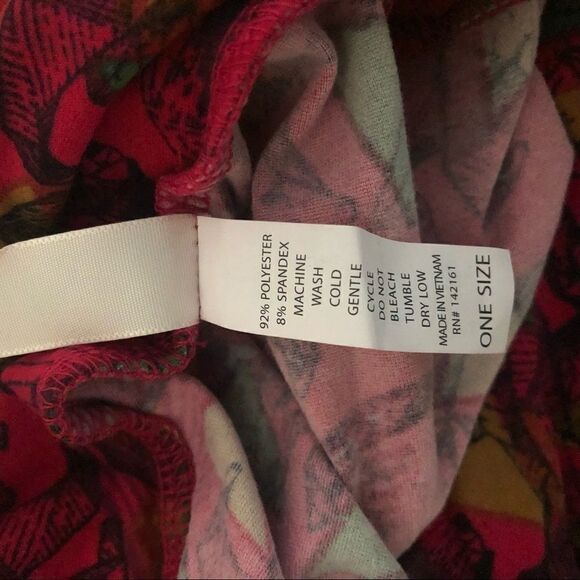 92% POLYESTER
8% SPANDEX
MACHINE
WASH
COLD
GENTLE
CYCLE
DO NOT
BLEACH
TUMBLE
DRY LOW
MADE IN VIETNAM
RN# 142161
ONE SIZE